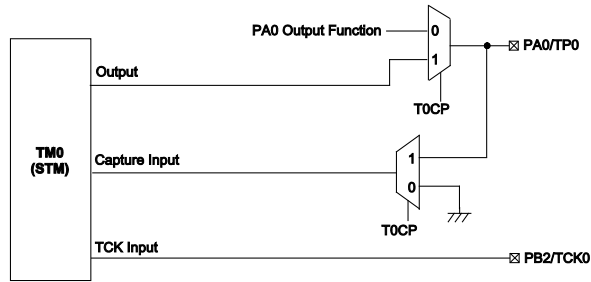 PA0 Output Function
0
1
PA0/TP0
Output
T0CP
TM0
(STM)
Capture Input
1
0
T0CP
TCK Input
PB2/TCK0